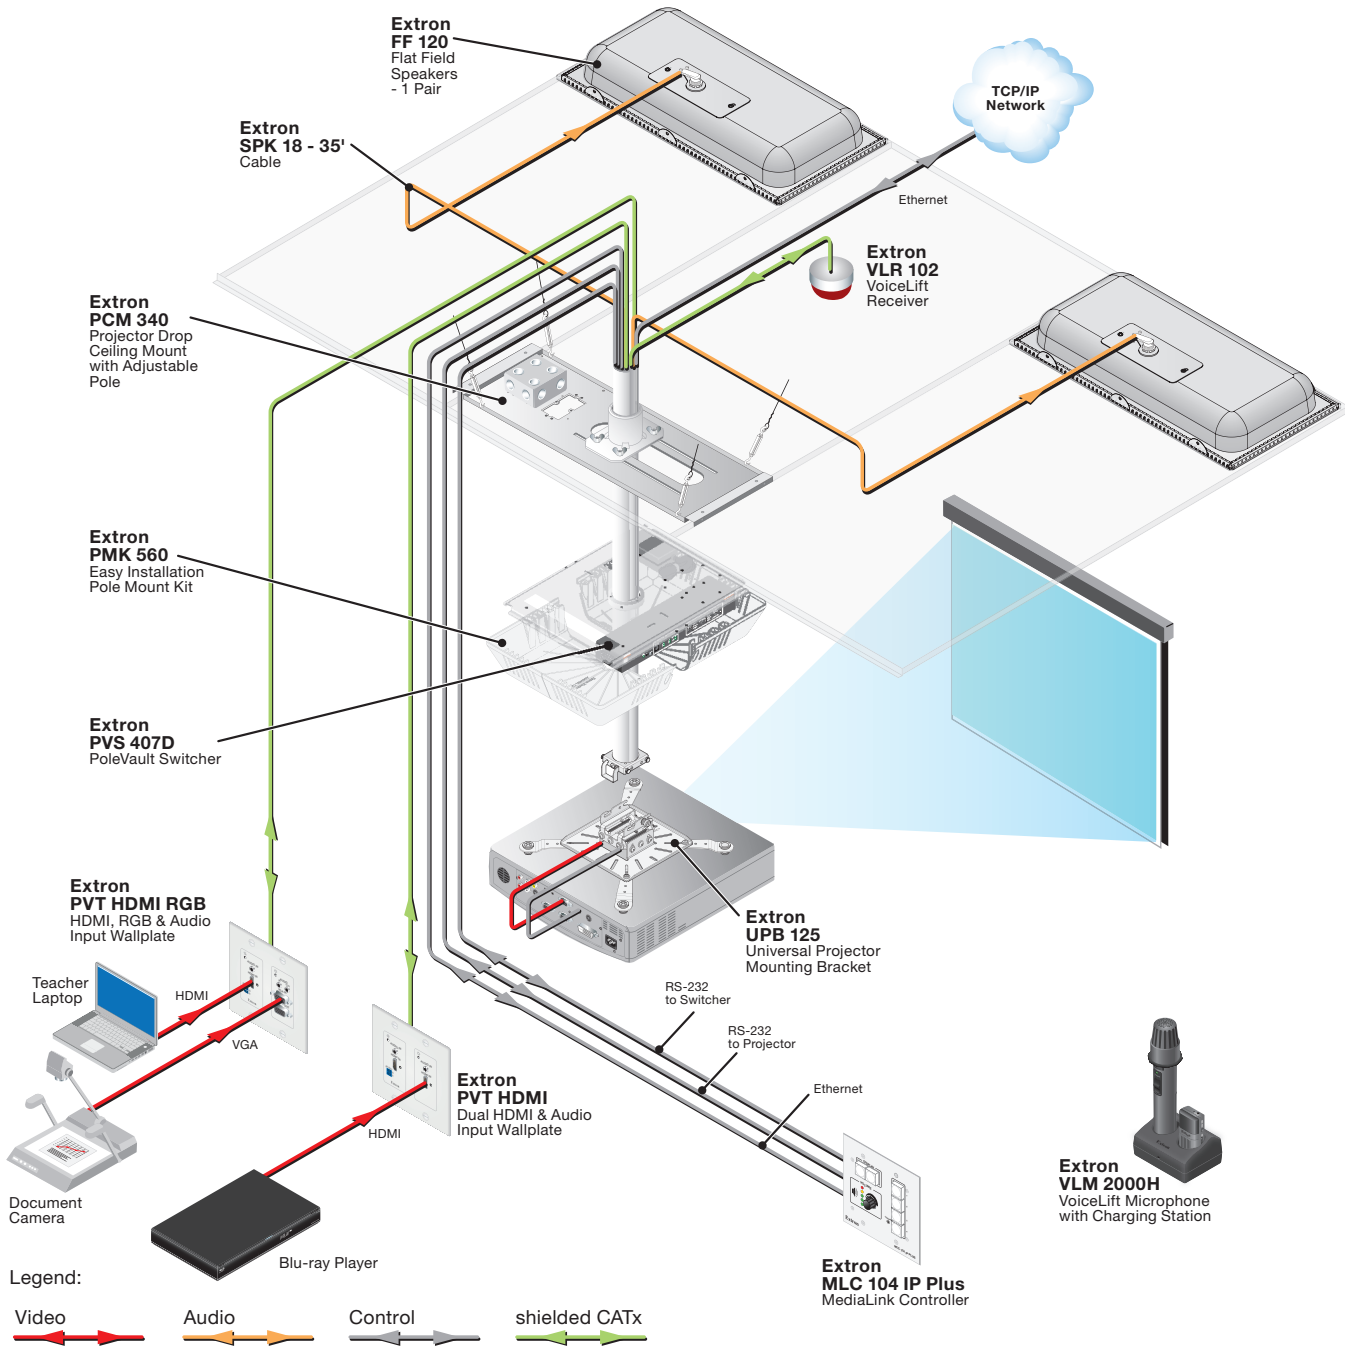 Extron
FF 120
Flat Field
Speakers
- 1 Pair
TCP/IP
Network
Extron
SPK 18 - 35'
Cable
Ethernet
Extron
VLR 102
VoiceLift
Receiver
Extron
PCM 340
Projector Drop
Ceiling Mount
with Adjustable
Pole
Extron
PMK 560
Easy Installation
Pole Mount Kit
Extron
PVS 407D
PoleVault Switcher
Extron
PVT HDMI RGB
HDMI, RGB & Audio
Input Wallplate
Extron
UPB 125
Universal Projector
Mounting Bracket
Teacher
Laptop
HDMI
VGA
RS-232
to Switcher
RS-232
to Projector
Ethernet
Extron
PVT HDMI
Dual HDMI & Audio
Input Wallplate
HDMI
Document
Camera
Blu-ray Player
Extron
VLM 2000H
VoiceLift Microphone
with Charging Station
Extron
MLC 104 IP Plus
MediaLink Controller
Legend:
Video
Audio
Control
shielded CATx